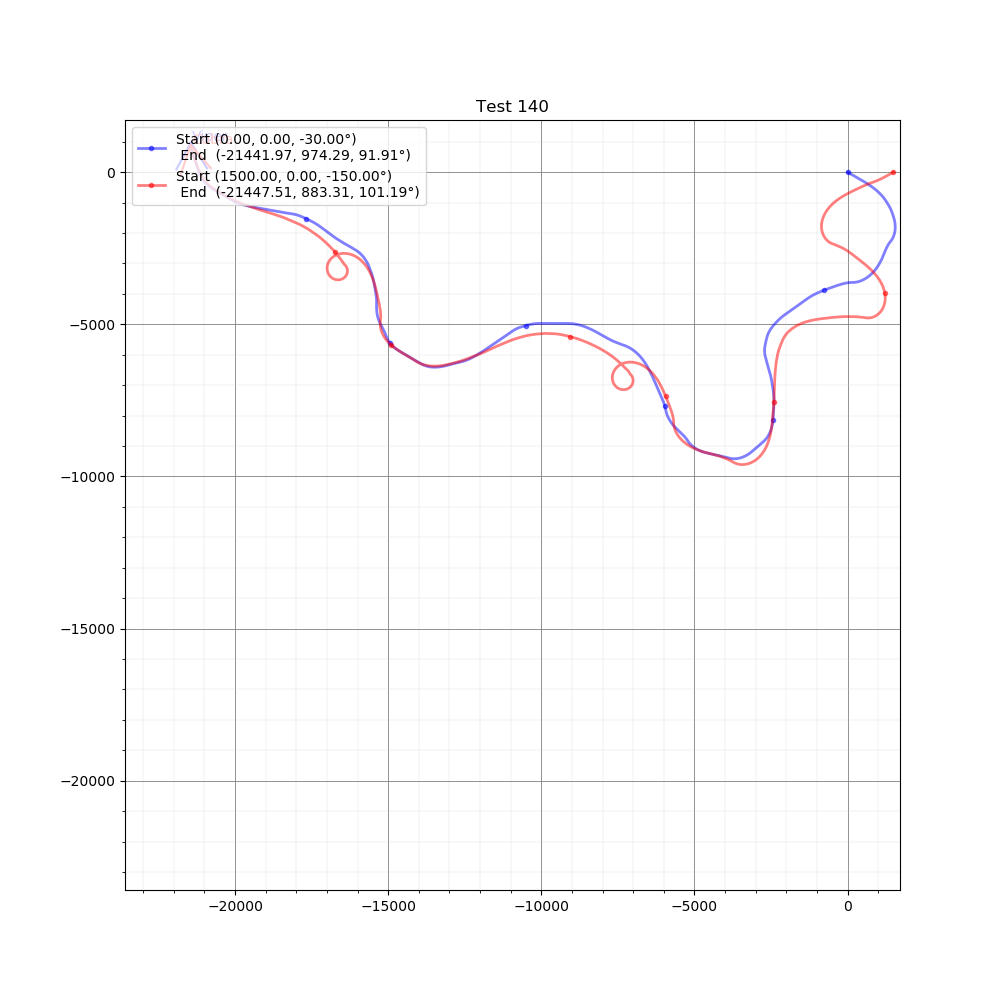 Test 140
Start (0.00, 0.00, -30.00°)
End (-21441.97, 974.29, 91.91°)
Start (1500.00, 0.00, -150.00°)
End (-21447.51, 883.31, 101.19°)
0
−5000
−10000
−15000
−20000
−20000
−15000
−10000
−5000
0